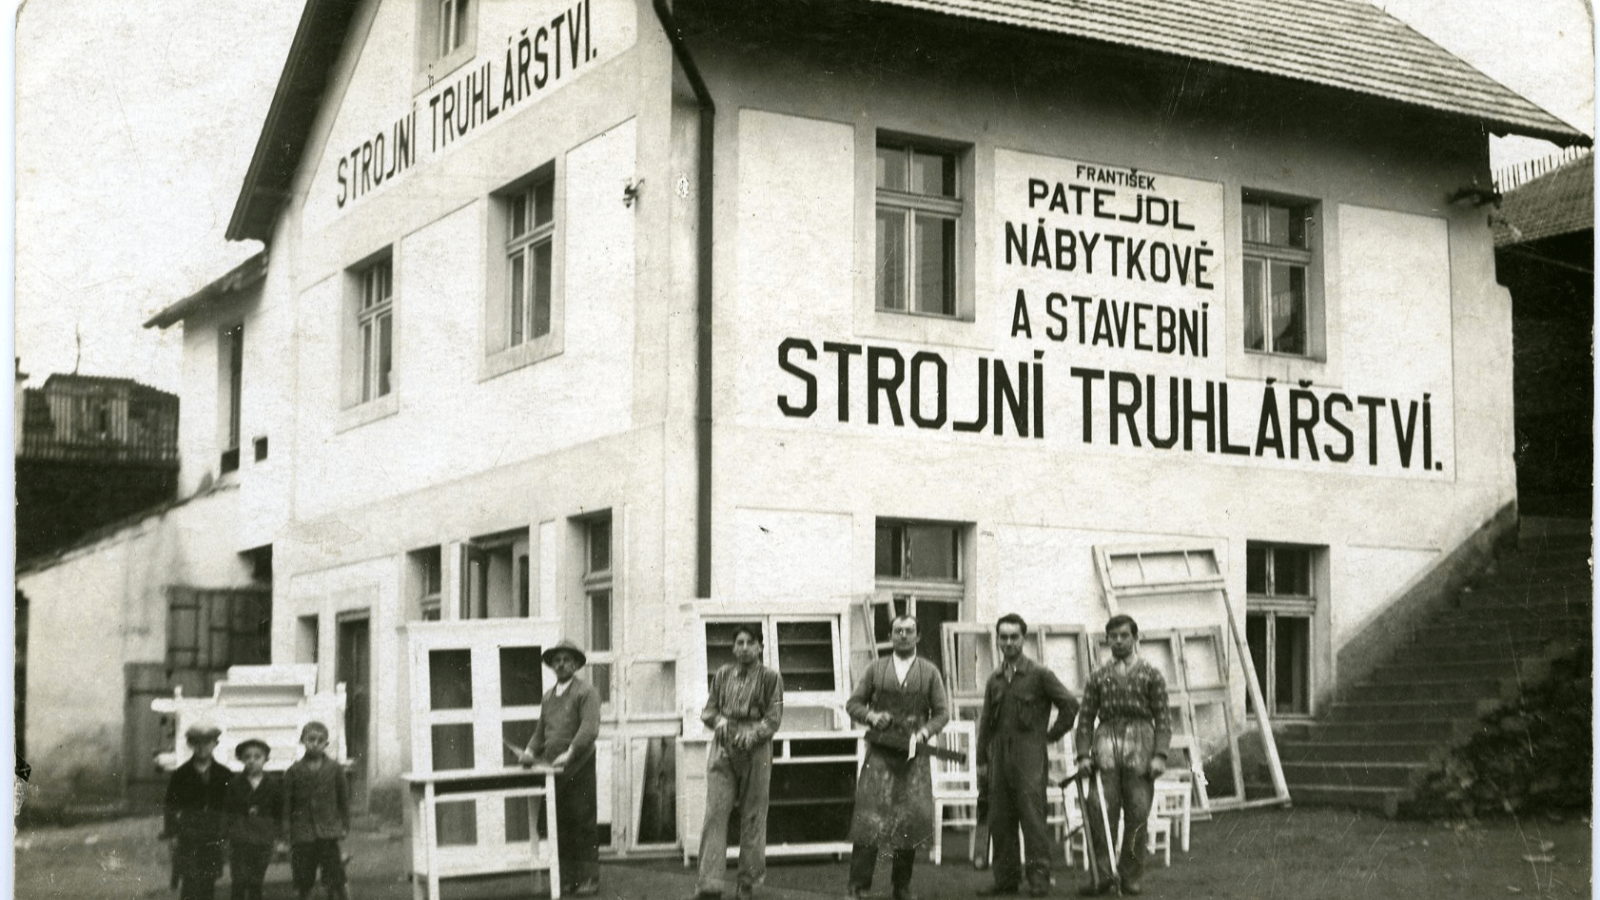 STROJNÍ TRUHLÁŘSTVÍ.
FRANTIŠEK
PATEJDL
NÁBYTKOVÉ
A STAVEBNÍ
STROJNÍ TRUHLÁŘSTVÍ.